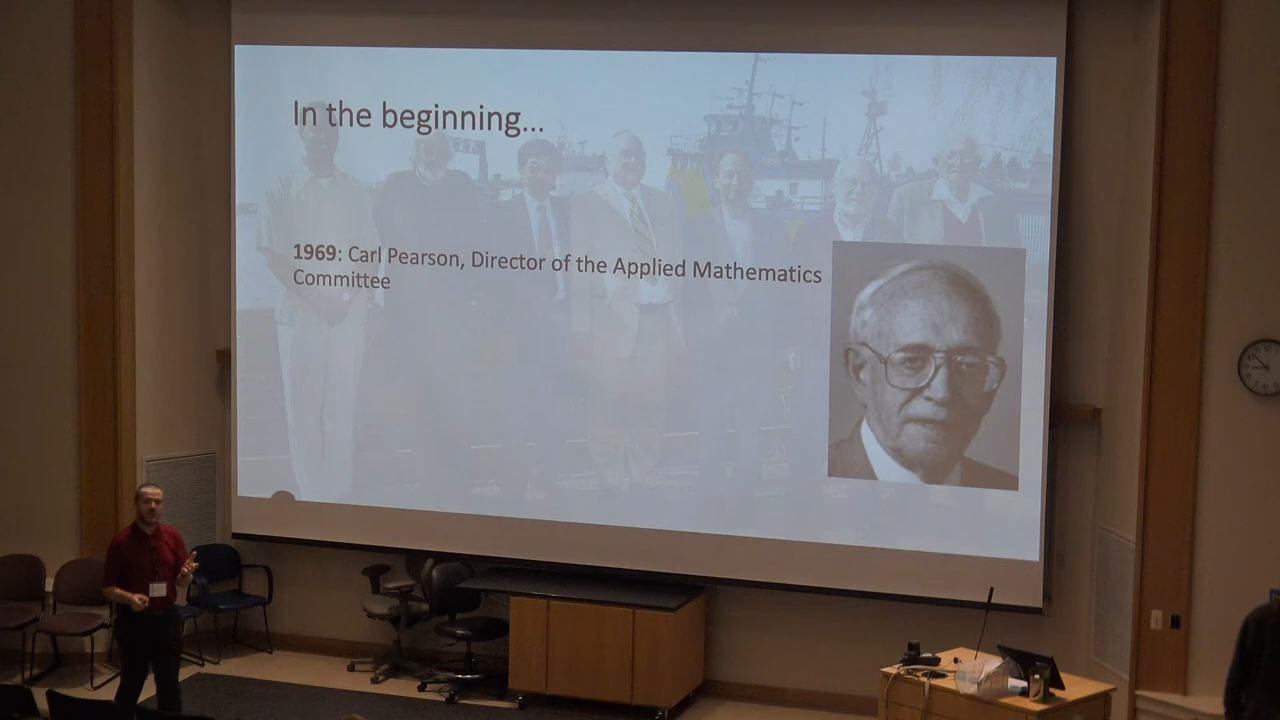 In the beginning...
1969: Carl Pearson, Director of the Applied Mathematics
Committee